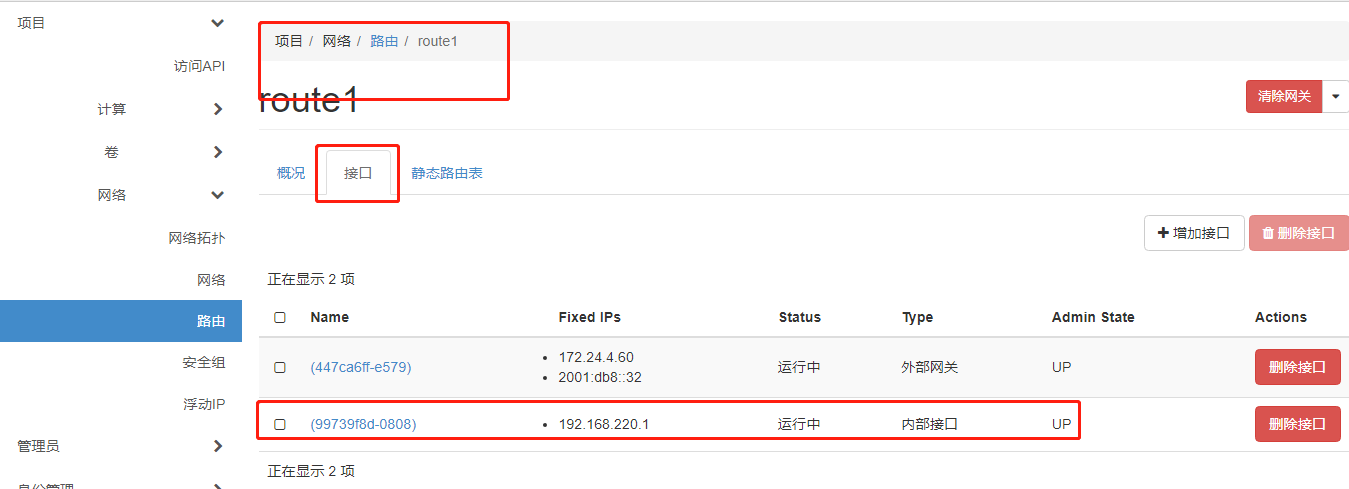 项目
访问API
计算
卷
网络
网络拓扑
网络
路由
安全组
浮动IP
管理员
身份管理
项目 / 网络 / 路由 / route1
route1
清除网关
概况 接口 静态路由表
增加接口 删除接口
正在显示 2 项
Name Fixed IPs Status Type Admin State Actions
(447ca6ff-e579) 172.24.4.60 运行中 外部网关 UP 删除接口
2001:db8::32
(99739f8d-0808) 192.168.220.1 运行中 内部接口 UP 删除接口
正在显示 2 项